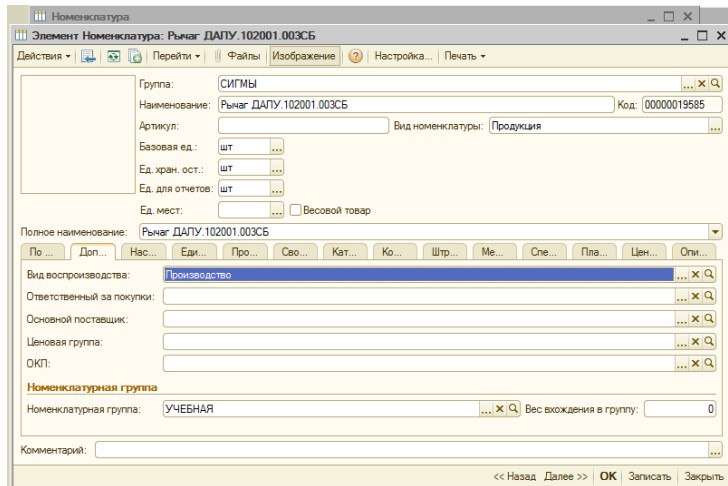 Номенклатура
Элемент Номенклатура: Рычаг ДАПУ.102001.003СБ
Действия Перейти Файлы Изображение Настройка... Печать
Группа: СИГМЫ
Наименование: Рычаг ДАПУ.102001.003СБ Код: 00000019585
Артикул: Вид номенклатуры: Продукция
Базовая ед.: шт
Ед. хран. ост.: шт
Ед. для отчетов: шт
Ед. мест: Весовой товар
Полное наименование: Рычаг ДАПУ.102001.003СБ
По ... Доп... Нас... Еди... Про... Сво... Кат... Ко... Штр... Ме... Спе... Пла... Цен... Опи...
Вид воспроизводства: Производство
Ответственный за покупки:
Основной поставщик:
Ценовая группа:
ОКП:
Номенклатурная группа
Номенклатурная группа: УЧЕБНАЯ Вес вхождения в группу: 0
Комментарий:
<< Назад Далее >> ОК Записать Закрыть